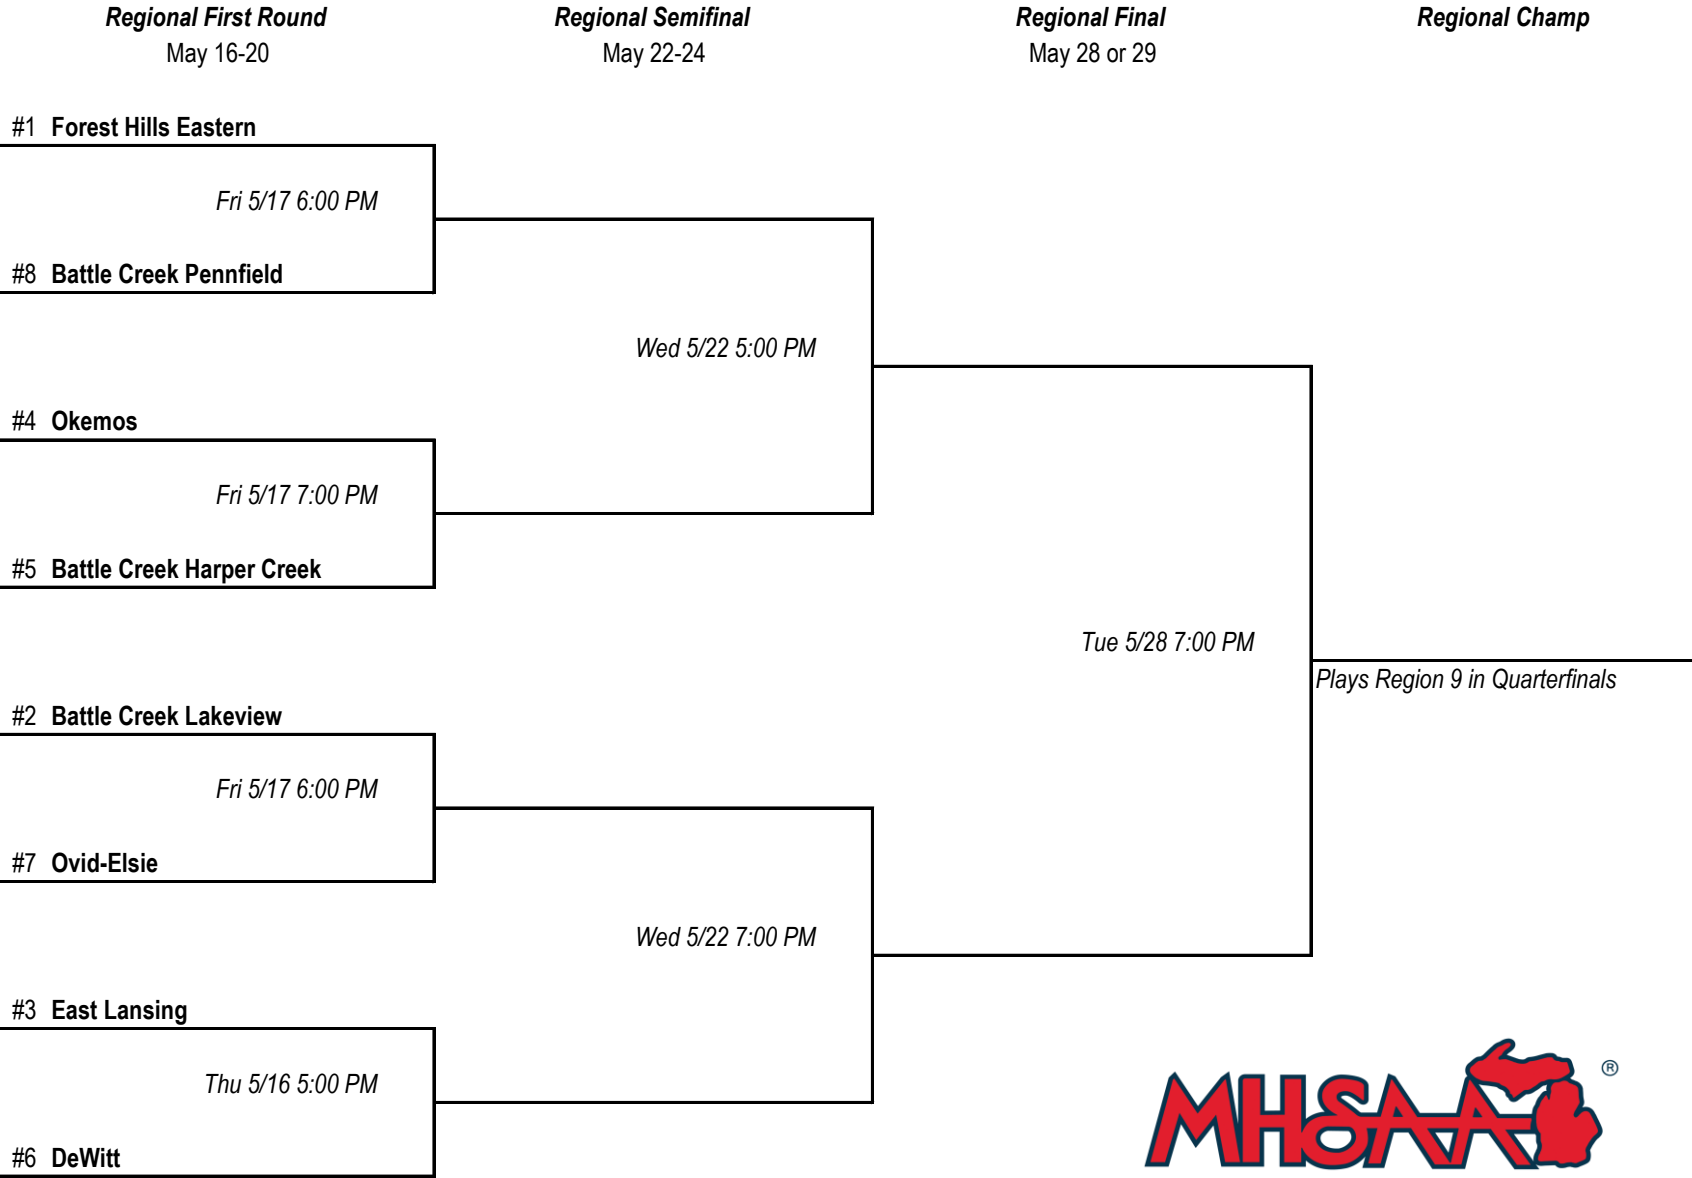 Regional First Round Regional Semifinal Regional Final Regional Champ
May 16-20 May 22-24 May 28 or 29
#1 Forest Hills Eastern
Fri 5/17 6:00 PM
#8 Battle Creek Pennfield
Wed 5/22 5:00 PM
#4 Okemos
Fri 5/17 7:00 PM
#5 Battle Creek Harper Creek
Tue 5/28 7:00 PM
Plays Region 9 in Quarterfinals
#2 Battle Creek Lakeview
Fri 5/17 6:00 PM
#7 Ovid-Elsie
Wed 5/22 7:00 PM
#3 East Lansing
Thu 5/16 5:00 PM
#6 DeWitt
MHSAA ®